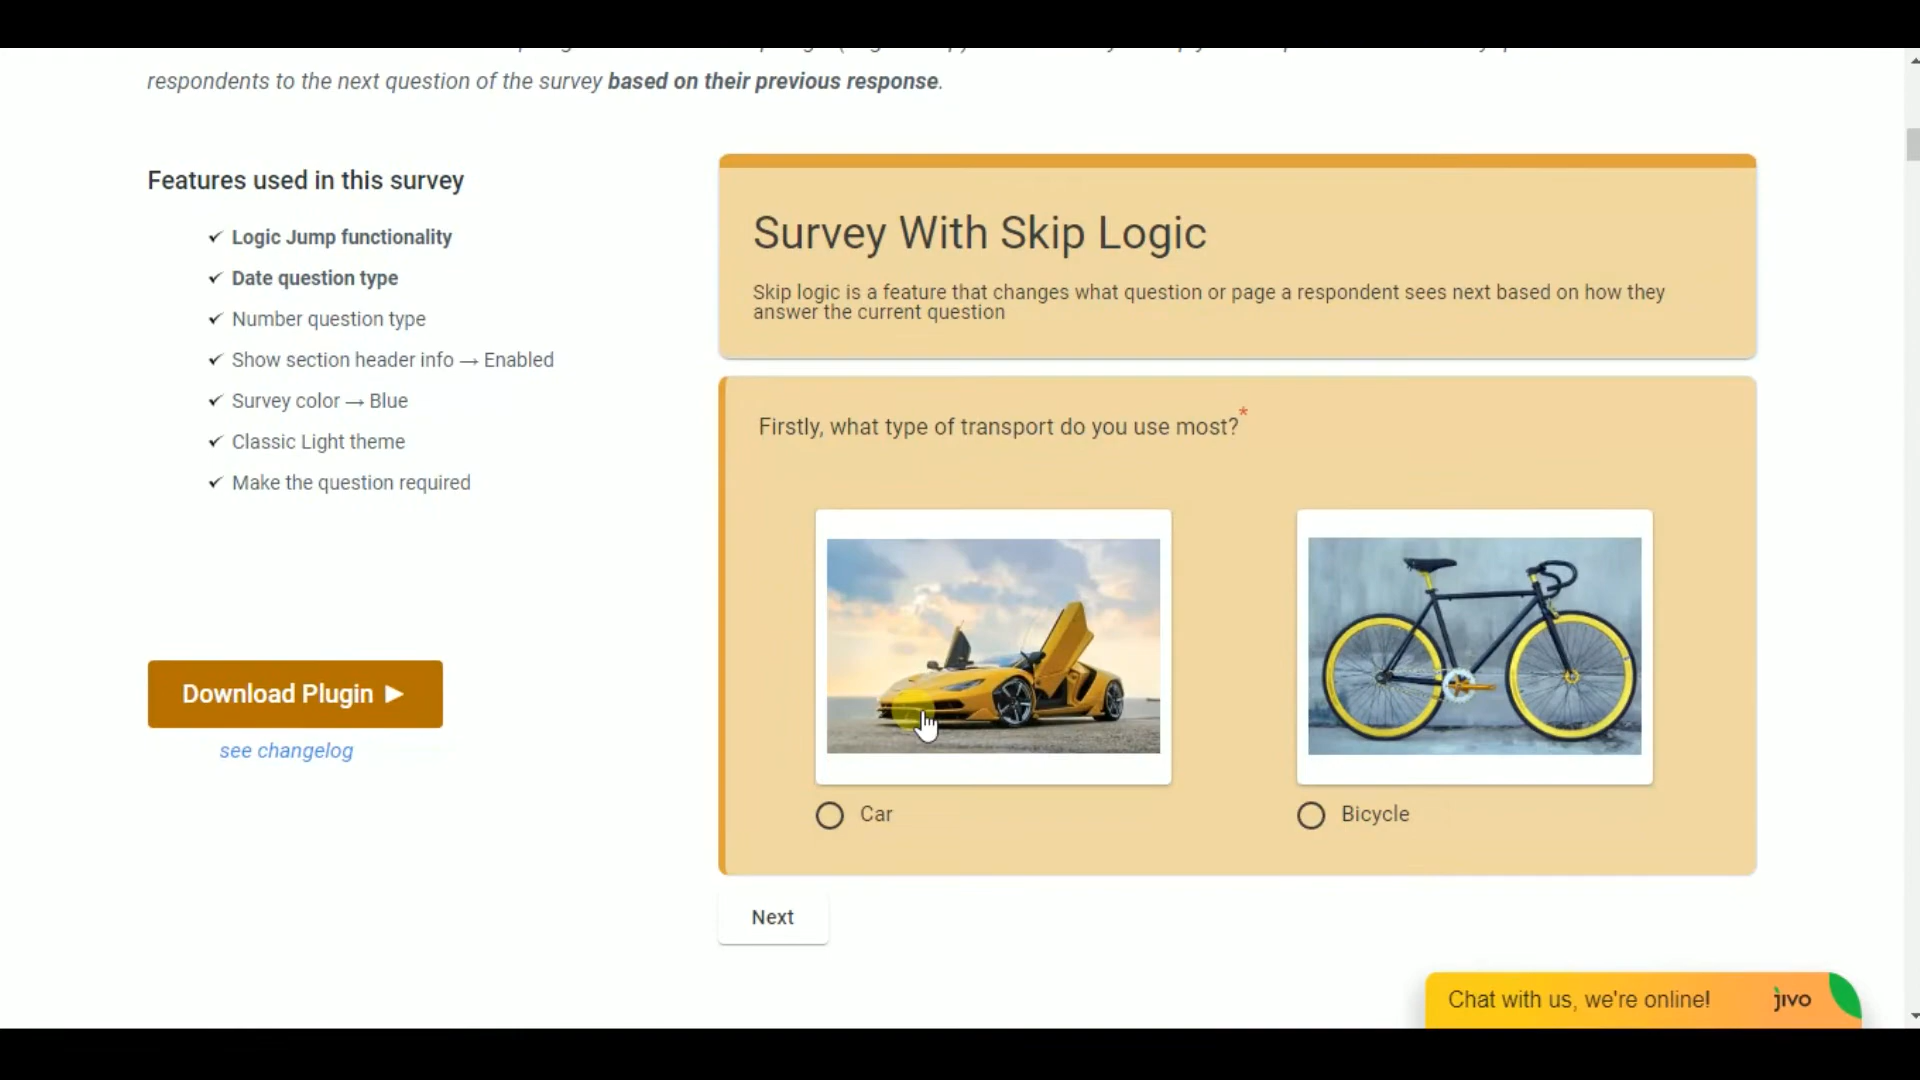 respondents to the next question of the survey based on their previous response.
Features used in this survey
✓ Logic Jump functionality
✓ Date question type
✓ Number question type
✓ Show section header info → Enabled
✓ Survey color → Blue
✓ Classic Light theme
✓ Make the question required
Download Plugin ▶
see changelog
Survey With Skip Logic
Skip logic is a feature that changes what question or page a respondent sees next based on how they
answer the current question
Firstly, what type of transport do you use most?*
Car
Bicycle
Next
Chat with us, we're online!
jivo